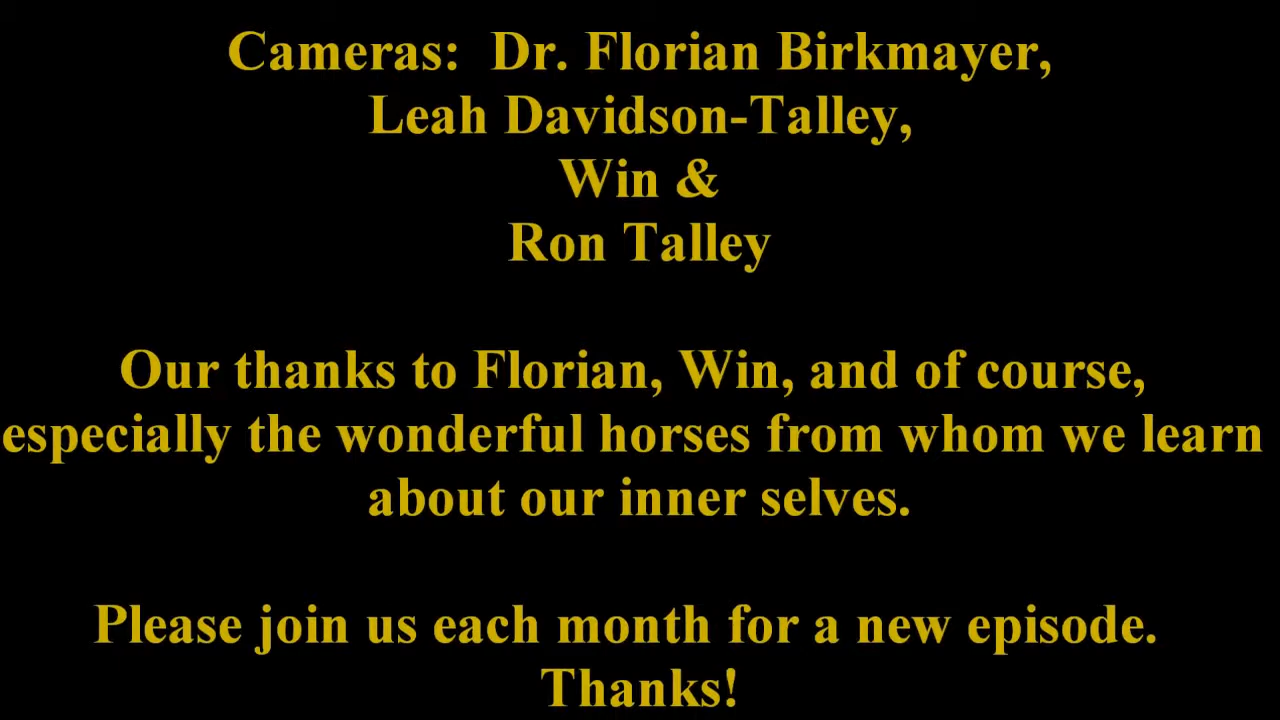 Cameras:  Dr. Florian Birkmayer,
Leah Davidson-Talley,
Win &
Ron Talley
Our thanks to Florian, Win, and of course,
especially the wonderful horses from whom we learn
about our inner selves.
Please join us each month for a new episode.
Thanks!